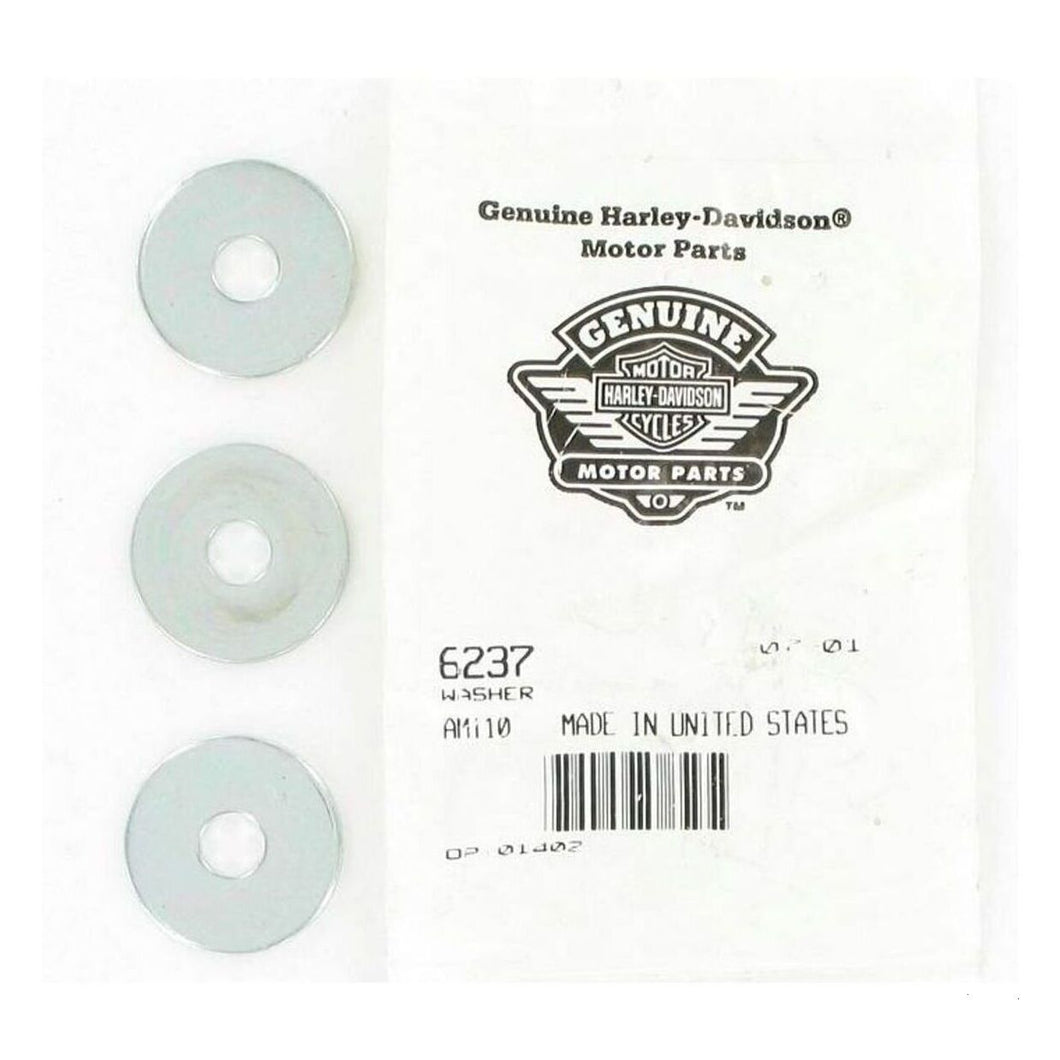 Genuine Harley-Davidson®
Motor Parts
GENUINE
MOTOR
HARLEY-DAVIDSON
CYCLES
MOTOR PARTS
TM
6237
WASHER
MADE IN UNITED STATES